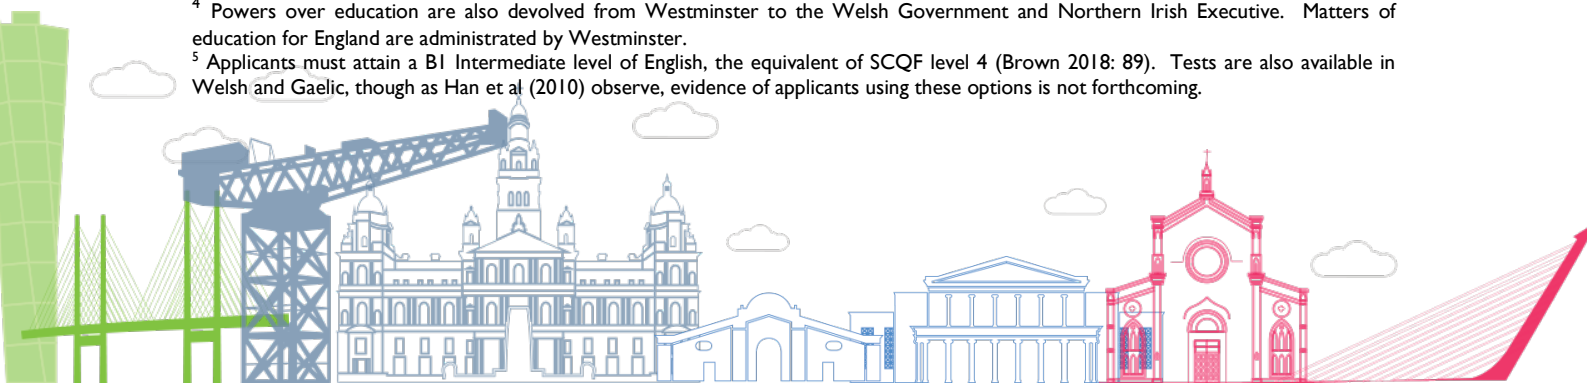 4 Powers over education are also devolved from Westminster to the Welsh Government and Northern Irish Executive. Matters of
education for England are administrated by Westminster.
5 Applicants must attain a B1 Intermediate level of English, the equivalent of SCQF level 4 (Brown 2018: 89). Tests are also available in
Welsh and Gaelic, though as Han et al (2010) observe, evidence of applicants using these options is not forthcoming.